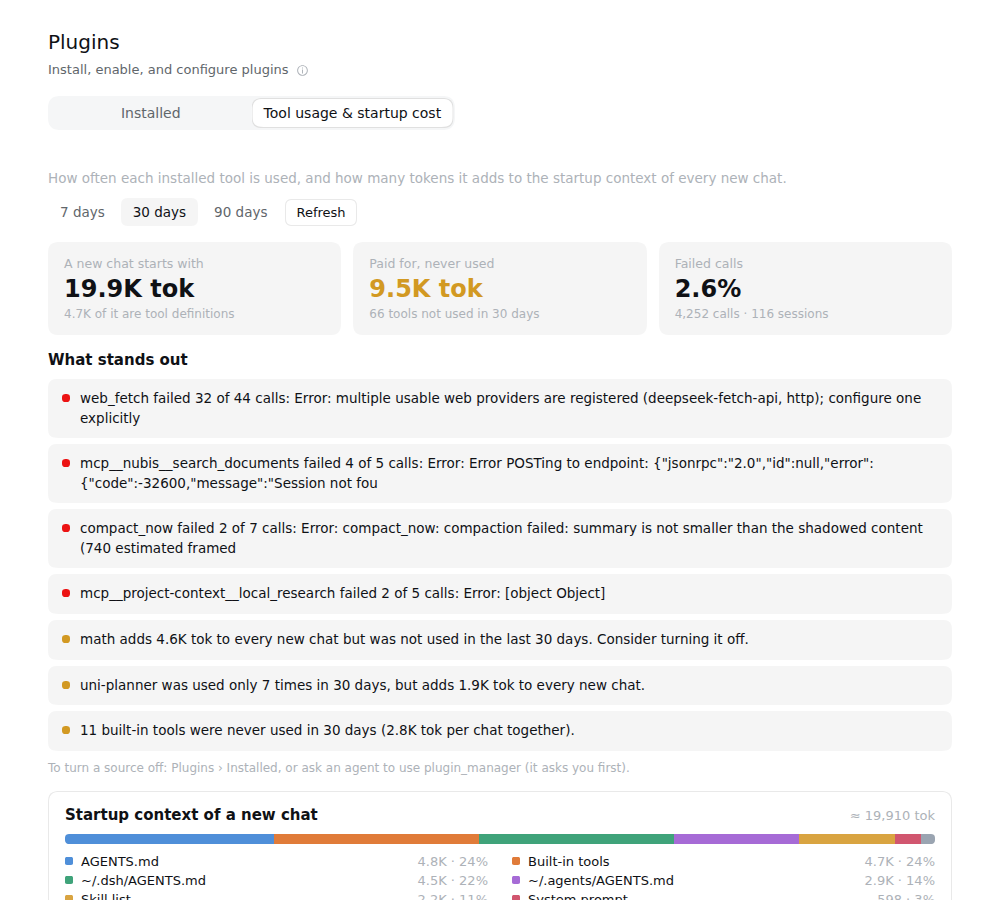 Plugins
Install, enable, and configure plugins
Installed
Tool usage & startup cost
How often each installed tool is used, and how many tokens it adds to the startup context of every new chat.
7 days
30 days
90 days
Refresh
A new chat starts with
19.9K tok
4.7K of it are tool definitions
Paid for, never used
9.5K tok
66 tools not used in 30 days
Failed calls
2.6%
4,252 calls · 116 sessions
What stands out
web_fetch failed 32 of 44 calls: Error: multiple usable web providers are registered (deepseek-fetch-api, http); configure one
explicitly
mcp__nubis__search_documents failed 4 of 5 calls: Error: Error POSTing to endpoint: {"jsonrpc":"2.0","id":null,"error":
{"code":-32600,"message":"Session not fou
compact_now failed 2 of 7 calls: Error: compact_now: compaction failed: summary is not smaller than the shadowed content
(740 estimated framed
mcp__project-context__local_research failed 2 of 5 calls: Error: [object Object]
math adds 4.6K tok to every new chat but was not used in the last 30 days. Consider turning it off.
uni-planner was used only 7 times in 30 days, but adds 1.9K tok to every new chat.
11 built-in tools were never used in 30 days (2.8K tok per chat together).
To turn a source off: Plugins › Installed, or ask an agent to use plugin_manager (it asks you first).
Startup context of a new chat
≈ 19,910 tok
AGENTS.md 4.8K · 24%
Built-in tools 4.7K · 24%
~/.dsh/AGENTS.md 4.5K · 22%
~/.agents/AGENTS.md 2.9K · 14%
Skill list 2.2K · 11%
System prompt 598 · 3%